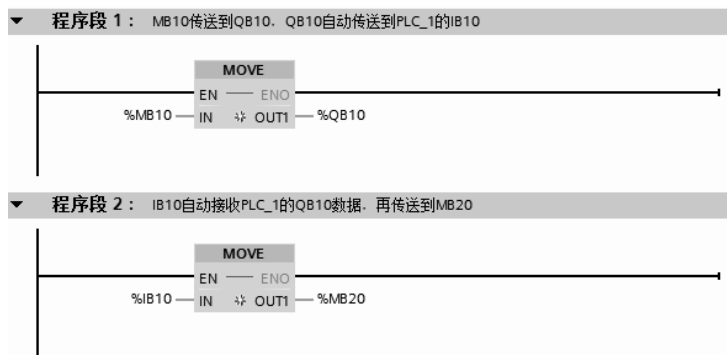 程序段 1： MB10传送到QB10．QB10自动传送到PLC_1的IB10
MOVE
EN ENO
%MB10 IN OUT1 %QB10
程序段 2： IB10自动接收PLC_1的QB10数据．再传送到MB20
MOVE
EN ENO
%IB10 IN OUT1 %MB20